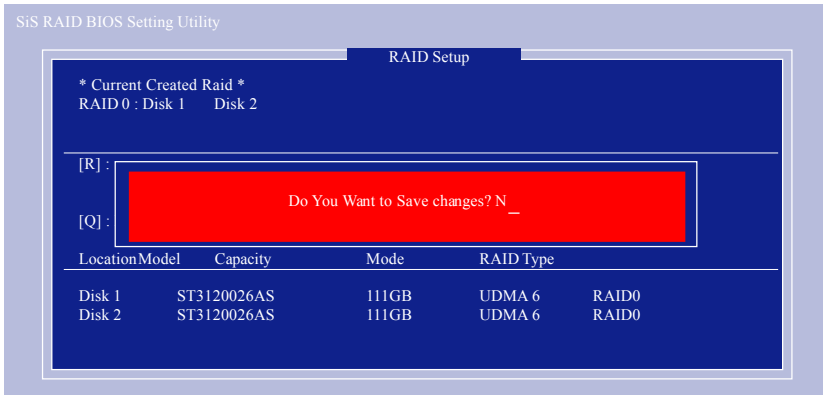 SiS RAID BIOS Setting Utility
RAID Setup
* Current Created Raid *
RAID 0 : Disk 1 Disk 2
[R] :
Do You Want to Save changes? N_
[Q] :
Location Model Capacity Mode RAID Type
Disk 1 ST3120026AS 111GB UDMA 6 RAID0
Disk 2 ST3120026AS 111GB UDMA 6 RAID0